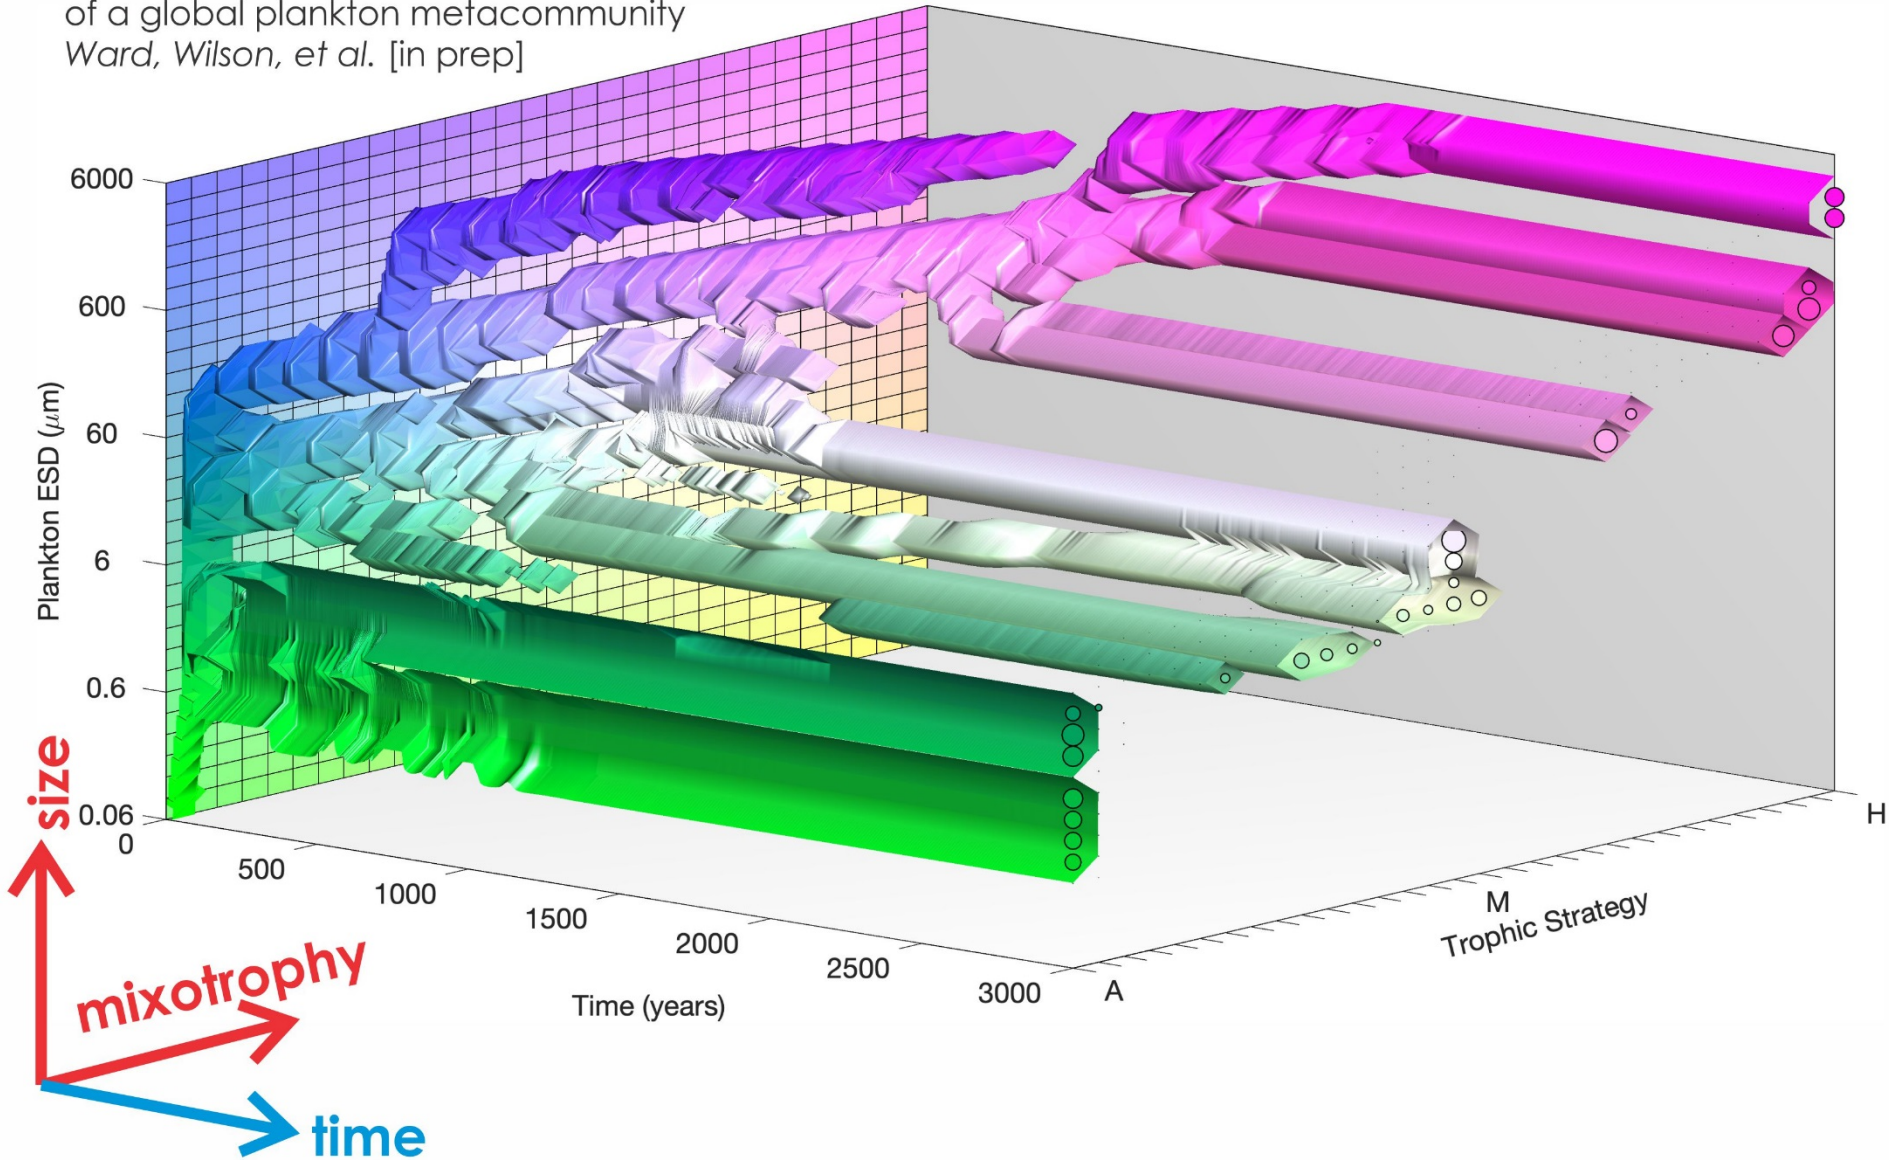 of a global plankton metacommunity
Ward, Wilson, et al. [in prep]
6000
600
60
6
0.6
0.06
Plankton ESD (μm)
0
500
1000
1500
2000
2500
3000
Time (years)
A
M
H
Trophic Strategy
size
mixotrophy
time